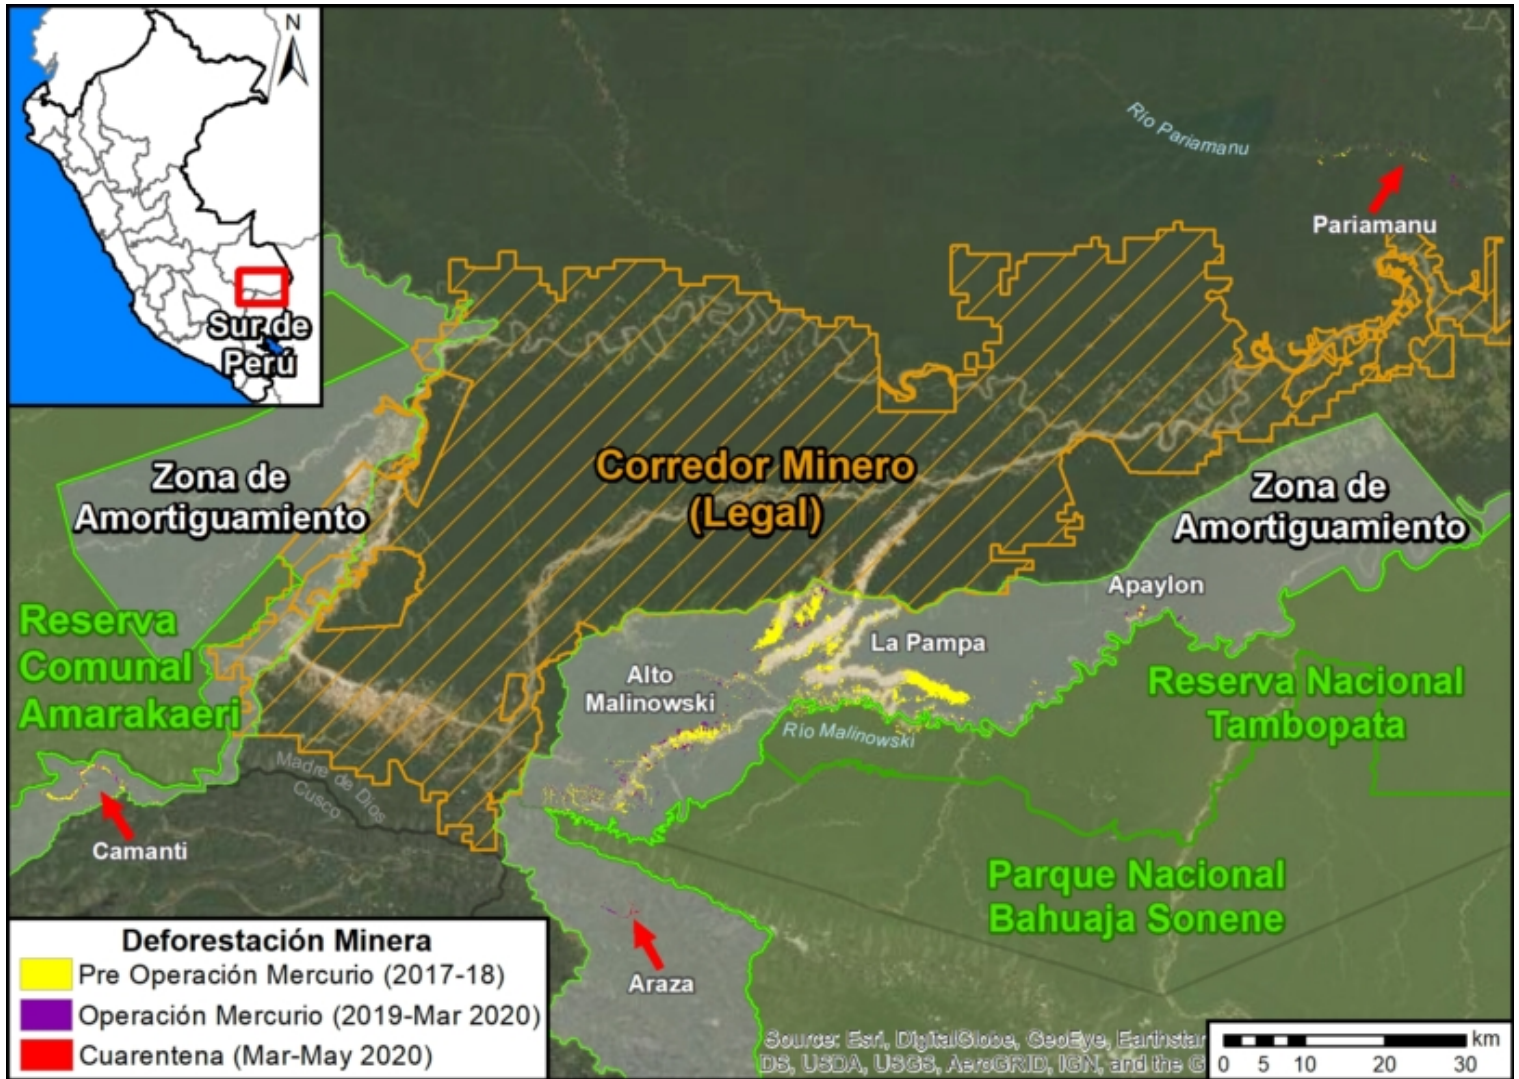 N
Sur de
Perú
Río Pariamanu
Pariamanu
Corredor Minero
(Legal)
Zona de
Amortiguamiento
Zona de
Amortiguamiento
Apaylon
La Pampa
Alto
Malinowski
Río Malinowski
Reserva
Comunal
Amarakaeri
Reserva Nacional
Tambopata
Madre de Dios
Cusco
Camanti
Parque Nacional
Bahuaja Sonene
Araza
Deforestación Minera
Pre Operación Mercurio (2017-18)
Operación Mercurio (2019-Mar 2020)
Cuarentena (Mar-May 2020)
Source: Esri, DigitalGlobe, GeoEye, Earthstar
DS, USDA, USGS, AeroGRID, IGN, and the G
km
0 5 10 20 30